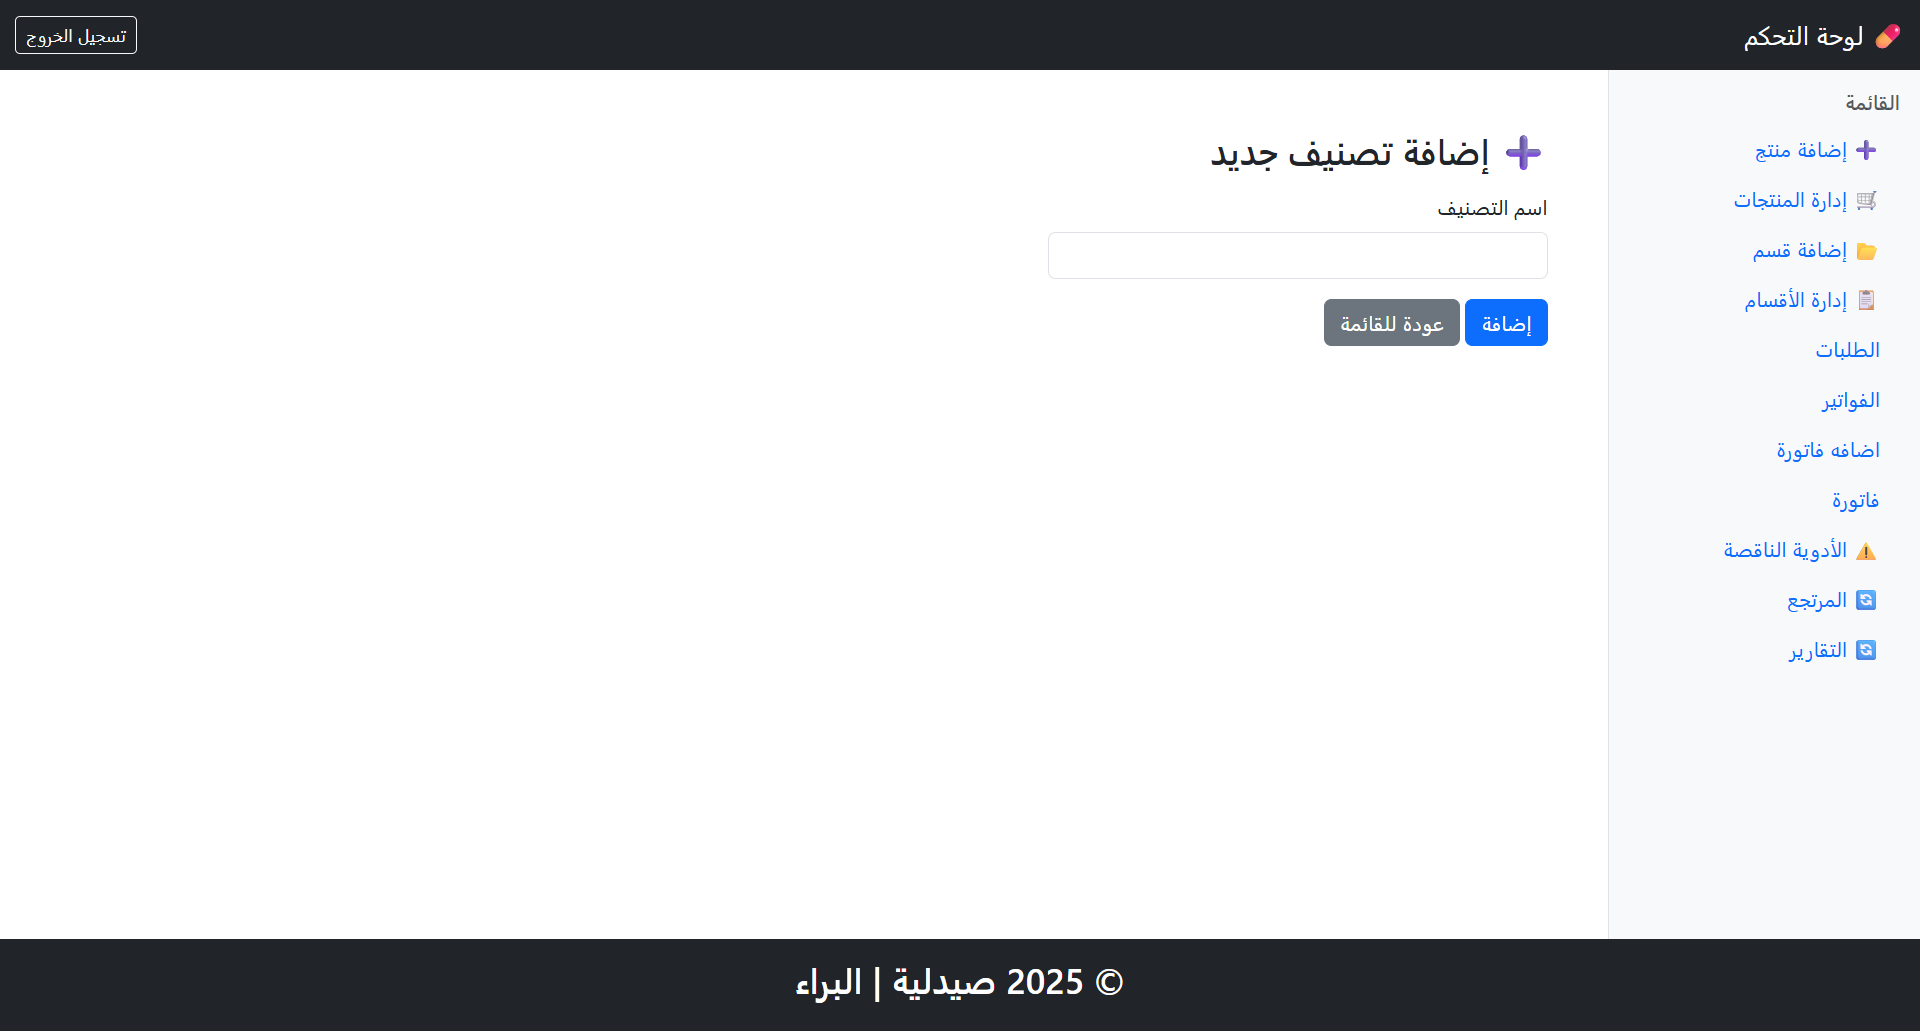 💊 لوحة التحكم
تسجيل الخروج
القائمة
➕ إضافة منتج
🛒 إدارة المنتجات
📂 إضافة قسم
📋 إدارة الأقسام
الطلبات
الفواتير
اضافه فاتورة
فاتورة
⚠️ الأدوية الناقصة
🔄 المرتجع
🔄 التقارير
➕ إضافة تصنيف جديد
اسم التصنيف
إضافة
عودة للقائمة
© 2025 صيدلية | البراء